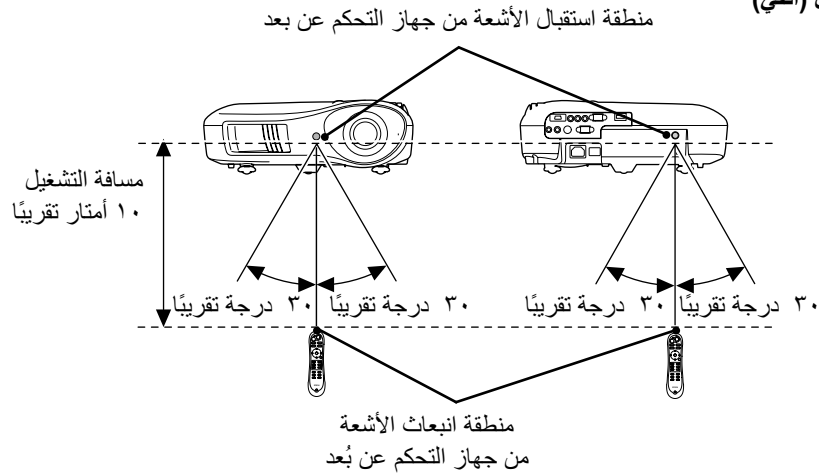 (أفقي)
منطقة استقبال الأشعة من جهاز التحكم عن بعد
مسافة التشغيل
١٠ أمتار تقريبًا
٣٠ درجة تقريبًا
٣٠ درجة تقريبًا
٣٠ درجة تقريبًا
٣٠ درجة تقريبًا
منطقة انبعاث الأشعة
من جهاز التحكم عن بُعد